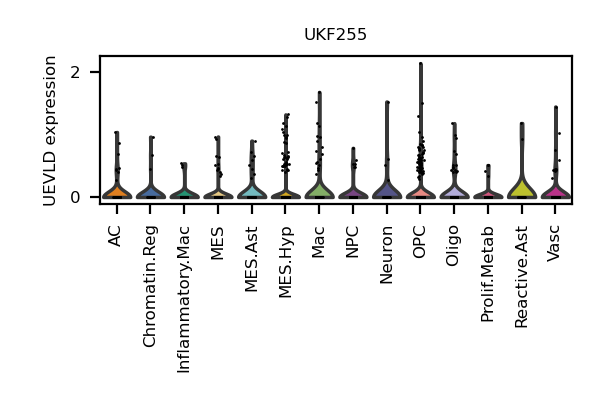 UKF255
UEVLD expression
2
0
AC
Chromatin.Reg
Inflammatory.Mac
MES
MES.Ast
MES.Hyp
Mac
NPC
Neuron
OPC
Oligo
Prolif.Metab
Reactive.Ast
Vasc